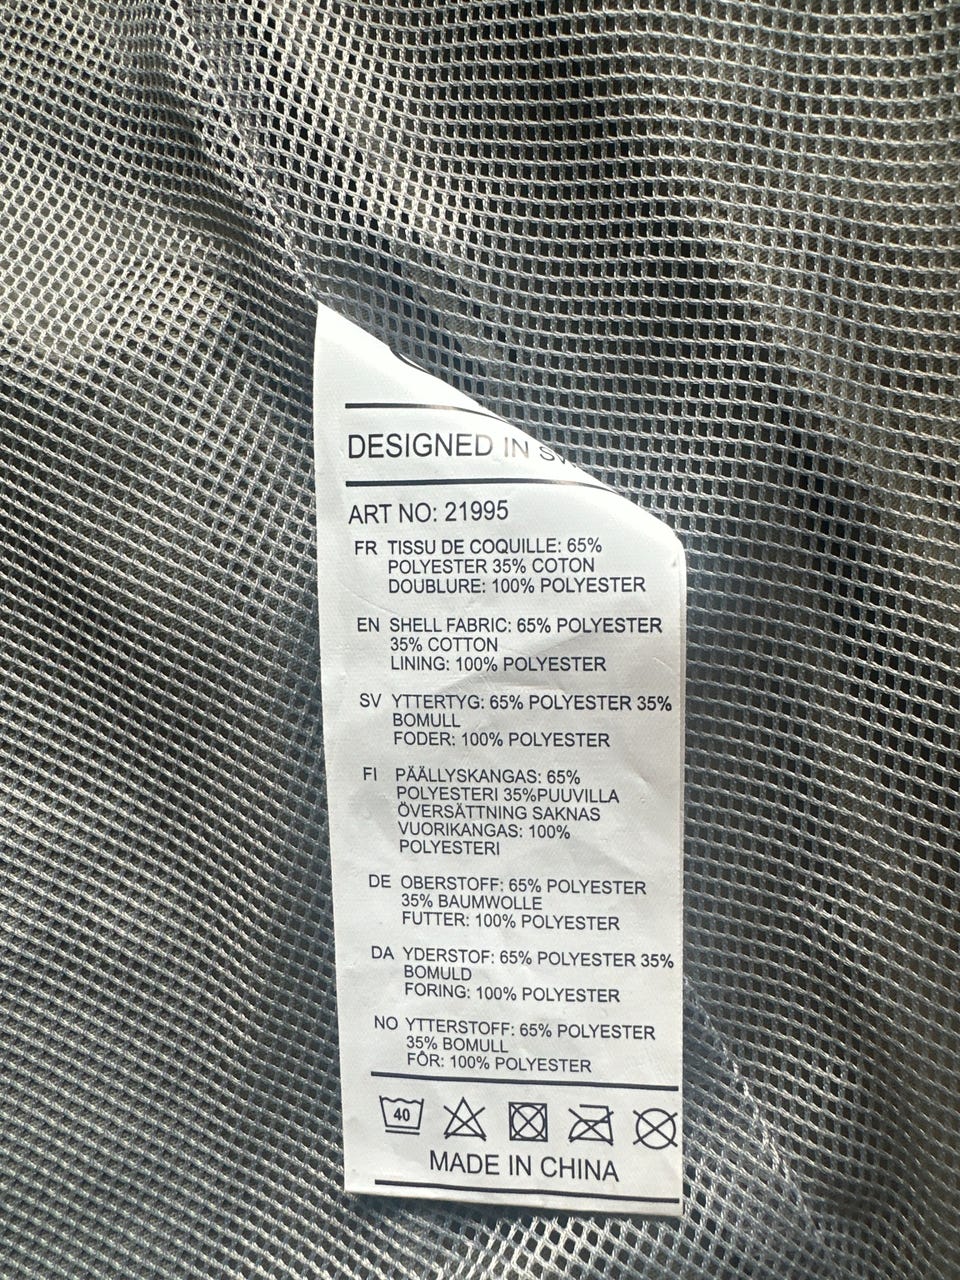 DESIGNED IN
ART NO: 21995
FR TISSU DE COQUILLE: 65%
POLYESTER 35% COTON
DOUBLURE: 100% POLYESTER
EN SHELL FABRIC: 65% POLYESTER
35% COTTON
LINING: 100% POLYESTER
SV YTTERTYG: 65% POLYESTER 35%
BOMULL
FODER: 100% POLYESTER
FI PÄÄLLYSKANGAS: 65%
POLYESTERI 35%PUUVILLA
ÖVERSÄTTNING SAKNAS
VUORIKANGAS: 100%
POLYESTERI
DE OBERSTOFF: 65% POLYESTER
35% BAUMWOLLE
FUTTER: 100% POLYESTER
DA YDERSTOF: 65% POLYESTER 35%
BOMULD
FORING: 100% POLYESTER
NO YTTERSTOFF: 65% POLYESTER
35% BOMULL
FÔR: 100% POLYESTER
40
MADE IN CHINA